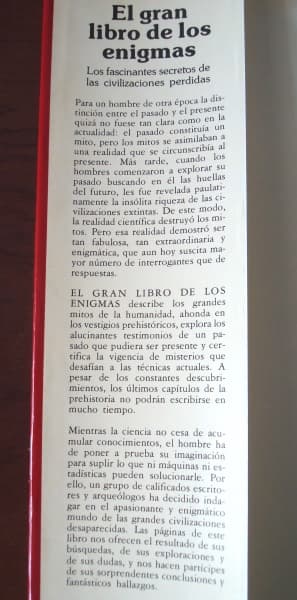 El gran
libro de los
enigmas
Los fascinantes secretos de
las civilizaciones perdidas
Para un hombre de otra época la dis-
tinción entre el pasado y el presente
quizá no fuese tan clara como en la
actualidad: el pasado constituía un
mito, pero los mitos se asimilaban a
una realidad que se circunscribía al
presente. Más tarde, cuando los
hombres comenzaron a explorar su
pasado buscando en él las huellas
del futuro, les fue revelada paulati-
namente la insólita riqueza de las ci-
vilizaciones extintas. De este modo,
la realidad científica destruyó los mi-
tos. Pero esa realidad demostró ser
tan fabulosa, tan extraordinaria y
enigmática, que aun hoy suscita ma-
yor número de interrogantes que de
respuestas.
EL GRAN LIBRO DE LOS
ENIGMAS describe los grandes
mitos de la humanidad, ahonda en
los vestigios prehistóricos, explora los
alucinantes testimonios de un pa-
sado que pudiera ser presente y cer-
tifica la vigencia de misterios que
desafían a las técnicas actuales. A
pesar de los constantes descubri-
mientos, los últimos capítulos de la
prehistoria no podrán escribirse en
mucho tiempo.
Mientras la ciencia no cesa de acu-
mular conocimientos, el hombre ha
de poner a prueba su imaginación
para suplir lo que ni máquinas ni es-
tadísticas pueden solucionarle. Por
ello, un grupo de calificados escrito-
res y arqueólogos ha decidido inda-
gar en el apasionante y enigmático
mundo de las grandes civilizaciones
desaparecidas. Las páginas de este
libro nos ofrecen el resultado de sus
búsquedas, de sus exploraciones y
de sus dudas, y nos hacen partícipes
de sus sorprendentes conclusiones y
fantásticos hallazgos.